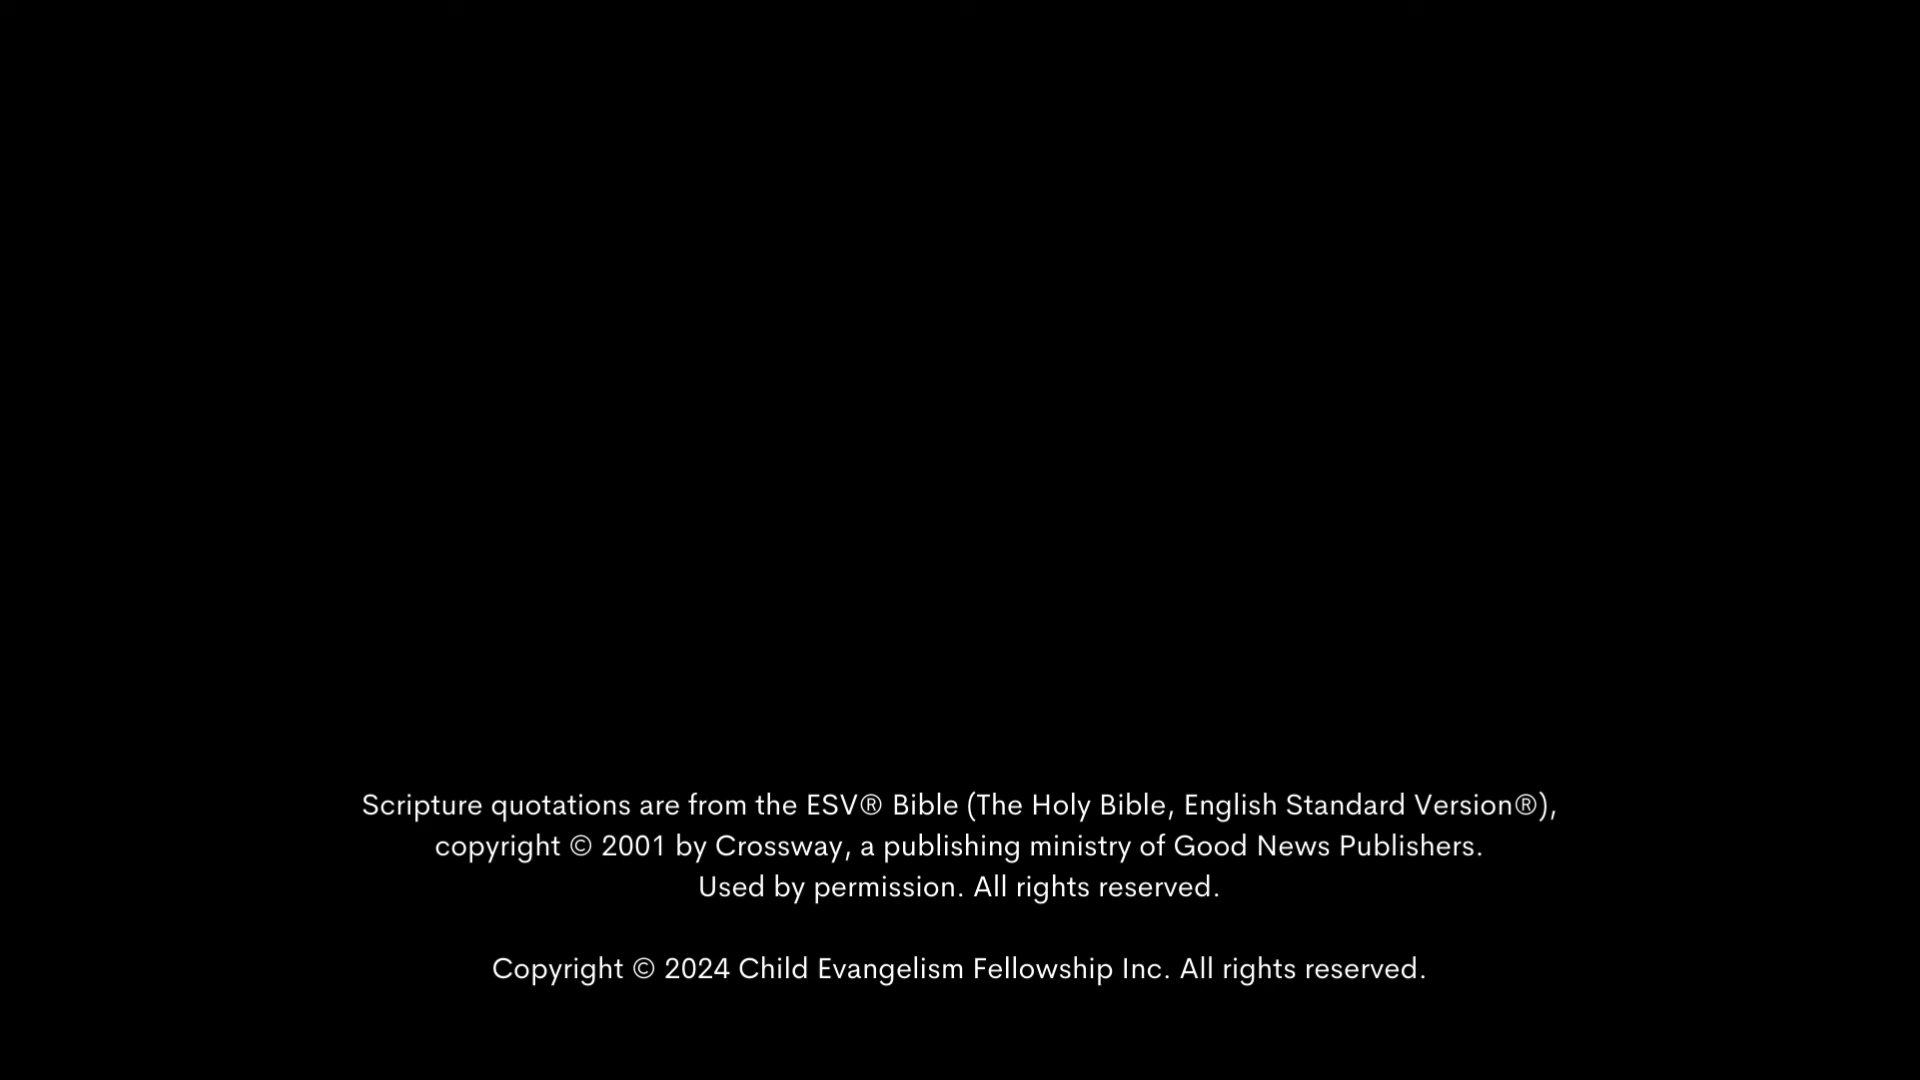 Scripture quotations are from the ESV® Bible (The Holy Bible, English Standard Version®),
copyright © 2001 by Crossway, a publishing ministry of Good News Publishers.
Used by permission. All rights reserved.
Copyright © 2024 Child Evangelism Fellowship Inc. All rights reserved.